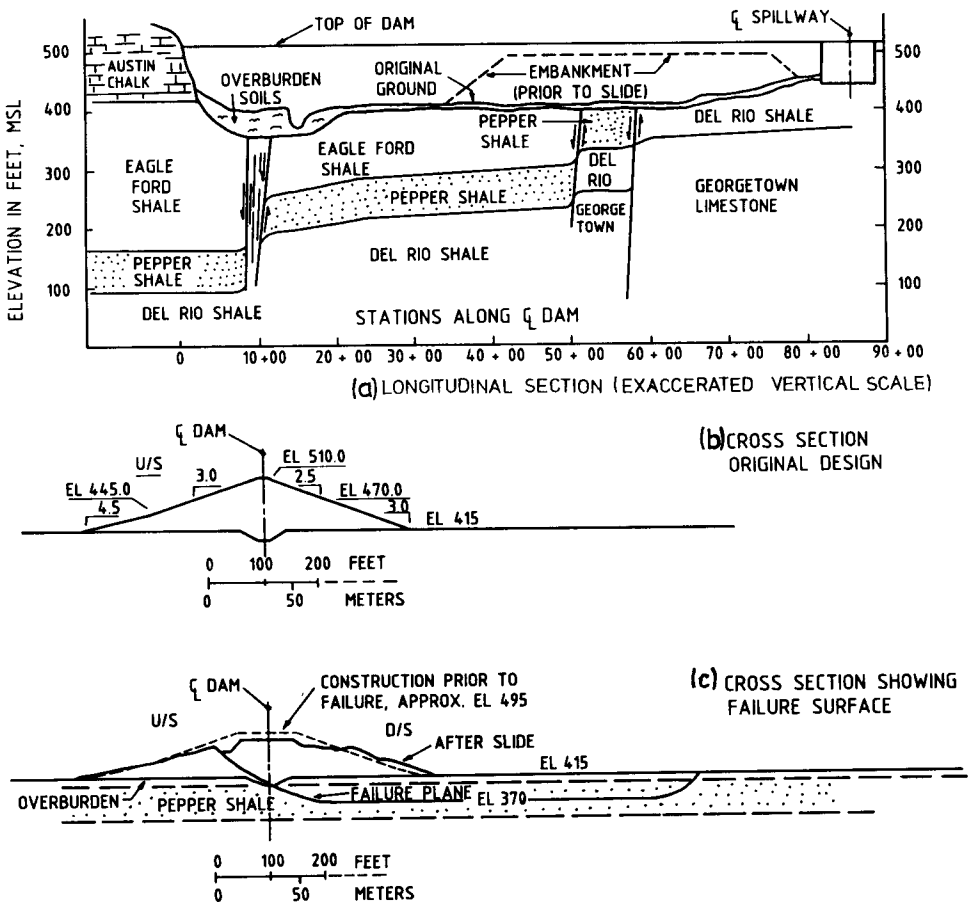 TOP OF DAM
℄ SPILLWAY
ELEVATION IN FEET, MSL
500
400
300
200
100
500
400
300
200
100
AUSTIN
CHALK
OVERBURDEN
SOILS
ORIGINAL
GROUND
EMBANKMENT
(PRIOR TO SLIDE)
EAGLE
FORD
SHALE
EAGLE FORD
SHALE
PEPPER
SHALE
DEL RIO SHALE
PEPPER SHALE
DEL
RIO
GEORGE
TOWN
GEORGETOWN
LIMESTONE
PEPPER
SHALE
DEL RIO SHALE
DEL RIO SHALE
STATIONS ALONG ℄ DAM
0 10+00 20 + 00 30 + 00 40 + 00 50 + 00 60 + 00 70 + 00 80 + 00 90 + 00
(a) LONGITUDINAL SECTION (EXACCERATED VERTICAL SCALE)
℄ DAM
(b) CROSS SECTION
ORIGINAL DESIGN
U/S
EL 510.0
3.0
2.5
EL 445.0
EL 470.0
4.5
3.0
EL 415
0 100 200 FEET
0 50 METERS
℄ DAM
CONSTRUCTION PRIOR TO
FAILURE, APPROX. EL 495
(c) CROSS SECTION SHOWING
FAILURE SURFACE
U/S
D/S
AFTER SLIDE
EL 415
OVERBURDEN
PEPPER SHALE
FAILURE PLANE
EL 370
0 100 200 FEET
0 50 METERS